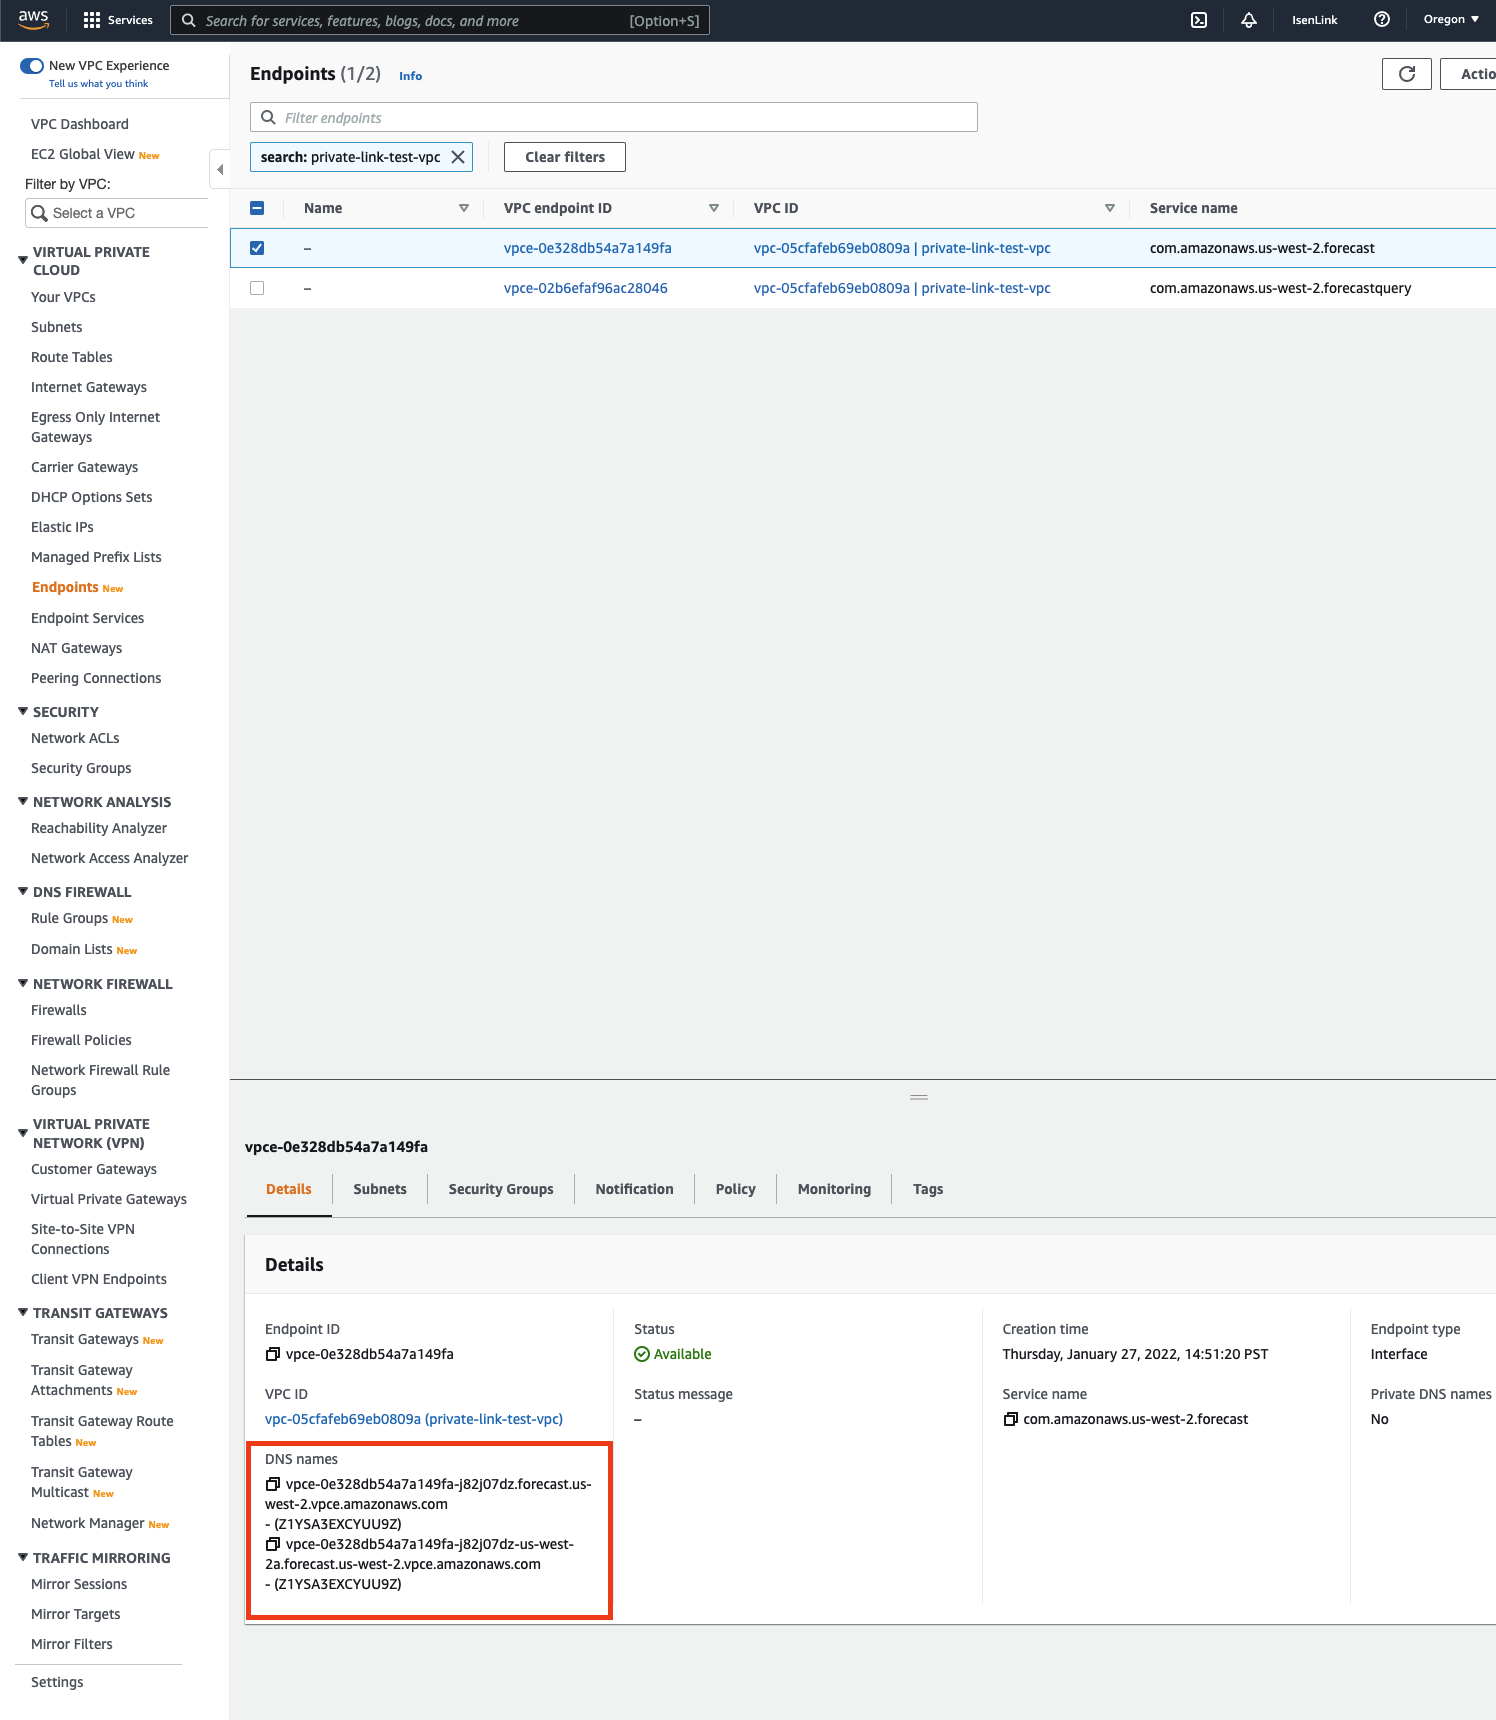 aws
Services
Search for services, features, blogs, docs, and more
[Option+S]
IsenLink
Oregon
New VPC Experience
Tell us what you think
VPC Dashboard
EC2 Global View New
Filter by VPC:
Select a VPC
VIRTUAL PRIVATE
CLOUD
Your VPCs
Subnets
Route Tables
Internet Gateways
Egress Only Internet
Gateways
Carrier Gateways
DHCP Options Sets
Elastic IPs
Managed Prefix Lists
Endpoints New
Endpoint Services
NAT Gateways
Peering Connections
SECURITY
Network ACLs
Security Groups
NETWORK ANALYSIS
Reachability Analyzer
Network Access Analyzer
DNS FIREWALL
Rule Groups New
Domain Lists New
NETWORK FIREWALL
Firewalls
Firewall Policies
Network Firewall Rule
Groups
VIRTUAL PRIVATE
NETWORK (VPN)
Customer Gateways
Virtual Private Gateways
Site-to-Site VPN
Connections
Client VPN Endpoints
TRANSIT GATEWAYS
Transit Gateways New
Transit Gateway
Attachments New
Transit Gateway Route
Tables New
Transit Gateway
Multicast New
Network Manager New
TRAFFIC MIRRORING
Mirror Sessions
Mirror Targets
Mirror Filters
Settings
Endpoints (1/2) Info
Actio
Filter endpoints
search: private-link-test-vpc
Clear filters
Name VPC endpoint ID VPC ID Service name
– vpce-0e328db54a7a149fa vpc-05cfafeb69eb0809a | private-link-test-vpc com.amazonaws.us-west-2.forecast
– vpce-02b6efaf96ac28046 vpc-05cfafeb69eb0809a | private-link-test-vpc com.amazonaws.us-west-2.forecastquery
vpce-0e328db54a7a149fa
Details Subnets Security Groups Notification Policy Monitoring Tags
Details
Endpoint ID
vpce-0e328db54a7a149fa
VPC ID
vpc-05cfafeb69eb0809a (private-link-test-vpc)
DNS names
vpce-0e328db54a7a149fa-j82j07dz.forecast.us-
west-2.vpce.amazonaws.com
- (Z1YSA3EXCYUU9Z)
vpce-0e328db54a7a149fa-j82j07dz-us-west-
2a.forecast.us-west-2.vpce.amazonaws.com
- (Z1YSA3EXCYUU9Z)
Status
Available
Status message
–
Creation time
Thursday, January 27, 2022, 14:51:20 PST
Service name
com.amazonaws.us-west-2.forecast
Endpoint type
Interface
Private DNS names
No